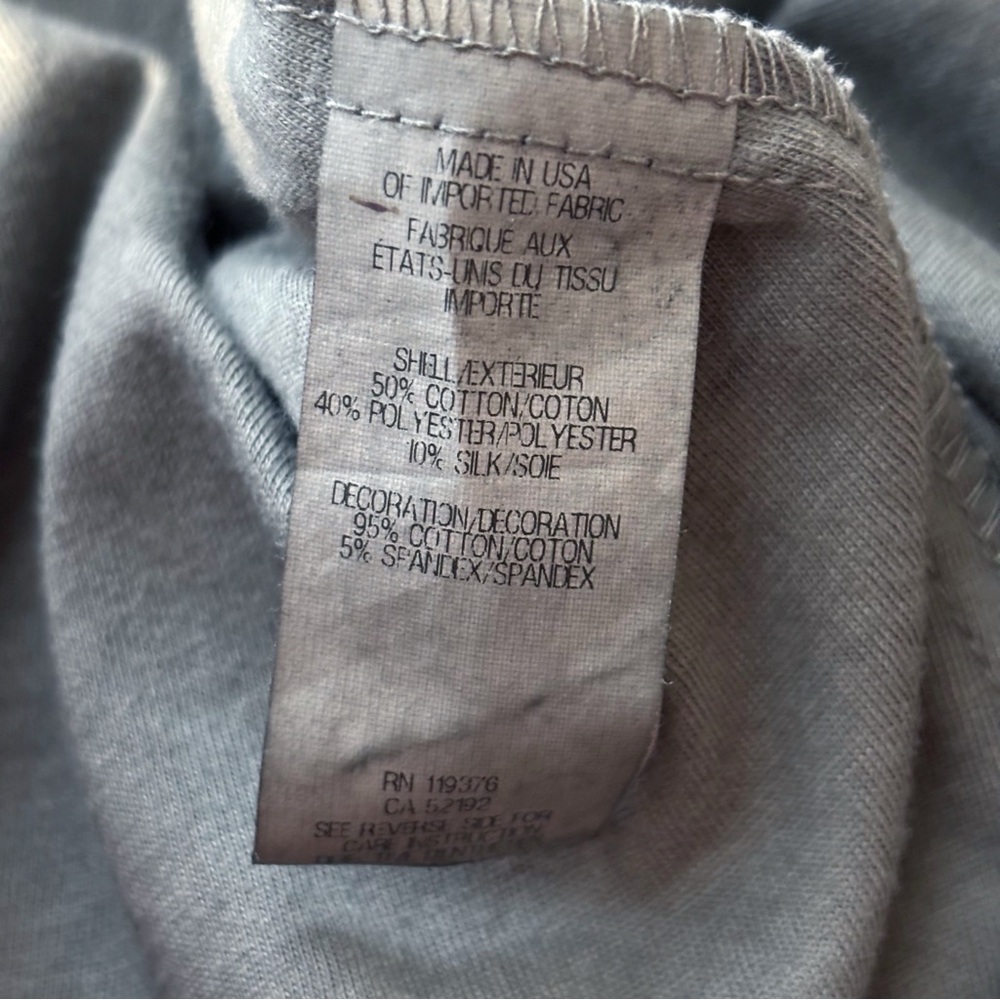 MADE IN USA
OF IMPORTED FABRIC
FABRIQUÉ AUX
ÉTATS-UNIS DU TISSU
IMPORTE
SHELL/EXTÉRIEUR
50% COTTON/COTON
40% POLYESTER/POLYESTER
10% SILK/SOIE
DECORATION/DECORATION
95% COTTON/COTON
5% SPANDEX/SPANDEX
RN 119376
CA 52192
SEE REVERSE SIDE FOR
CARE INSTRUCTION